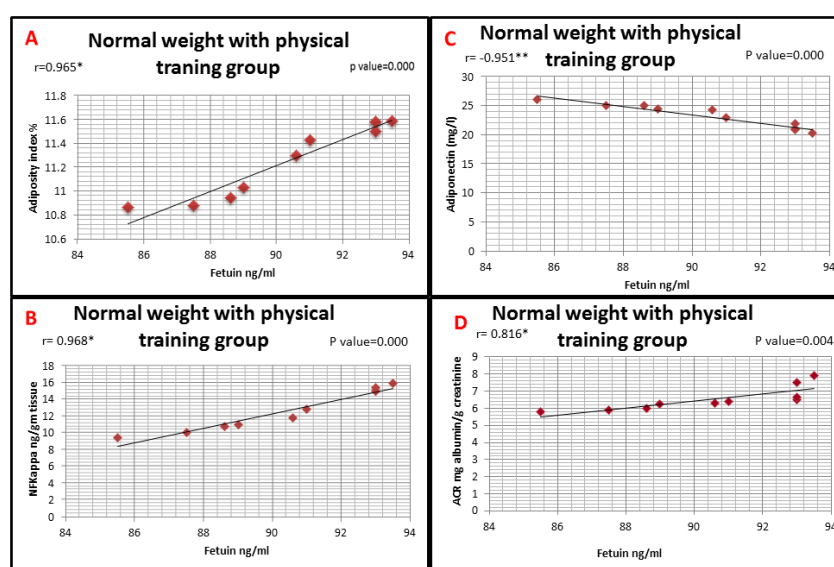 A
Normal weight with physical
traning group
r=0.965*
p value=0.000
11.8
11.6
11.4
11.2
11
10.8
10.6
84
86
88
90
92
94
Adiposity index%
Fetuin ng/ml
C
Normal weight with physical
training group
r= -0.951**
P value=0.000
30
25
20
15
10
5
0
84
86
88
90
92
94
Adiponectin (mg/l)
Fetuin ng/ml
B
Normal weight with physical
training group
r= 0.968*
P value=0.000
18
16
14
12
10
8
6
4
2
0
84
86
88
90
92
94
NFKappa ng/gm tissue
Fetuin ng/ml
D
Normal weight with physical
training group
r= 0.816*
P value=0.004
9
8
7
6
5
4
3
2
1
0
84
86
88
90
92
94
ACR mg albumin/g creatinine
Fetuin ng/ml